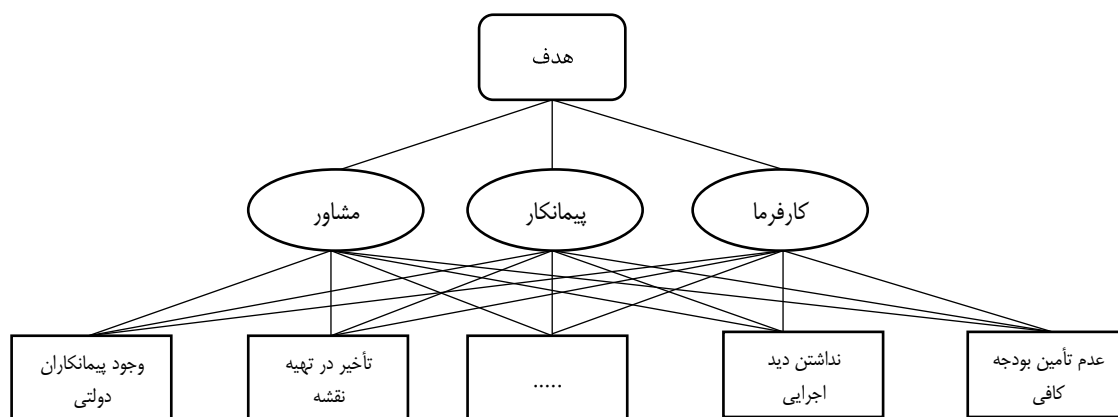 هدف
کارفرما
پیمانکار
مشاور
عدم تأمین بودجه
کافی
نداشتن دید
اجرایی
.....
تأخیر در تهیه
نقشه
وجود پیمانکاران
دولتی